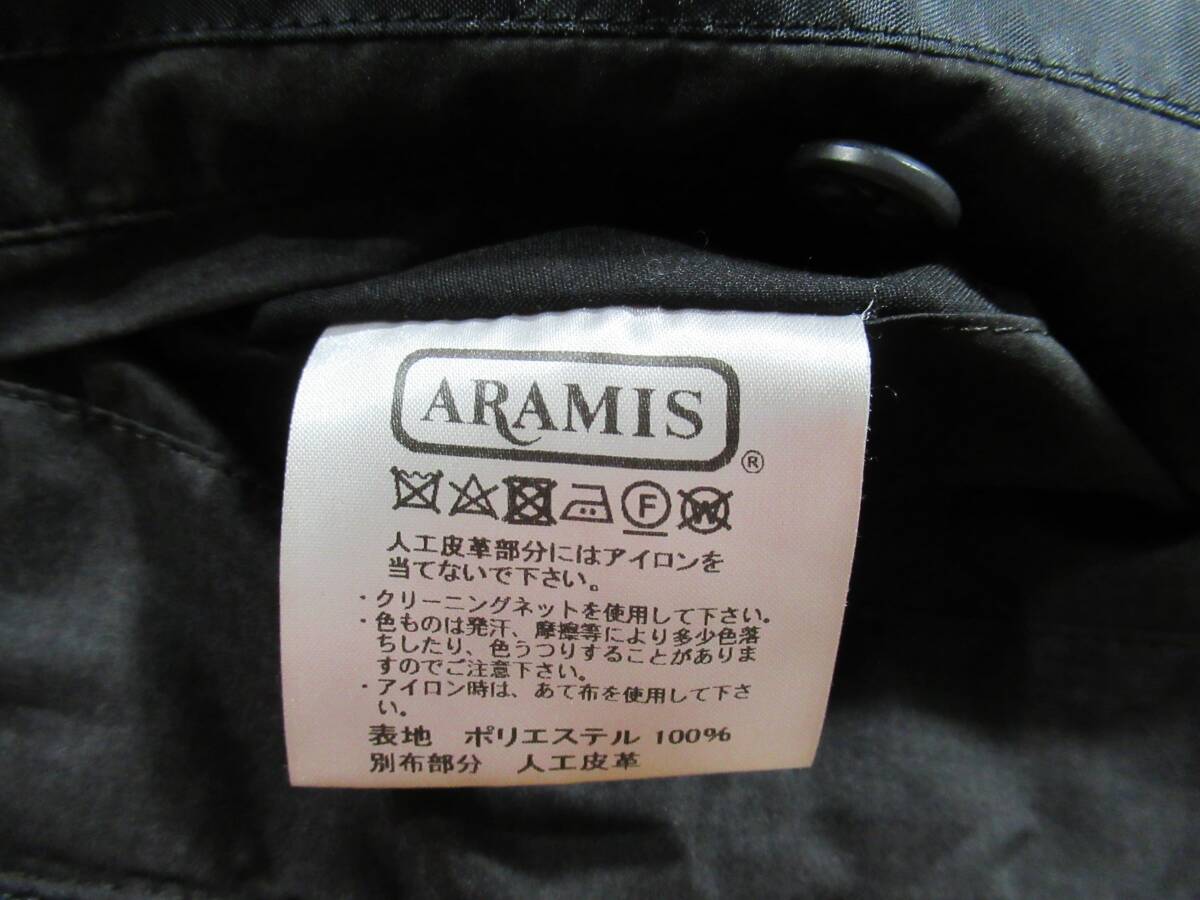 ARAMIS
®
F W
人工皮革部分にはアイロンを
当てないで下さい。
・クリーニングネットを使用して下さい。
・色ものは発汗、摩擦等により多少色落
ちしたり、色うつりすることがありま
すのでご注意下さい。
・アイロン時は、あて布を使用して下さ
い。
表地 ポリエステル 100%
別布部分 人工皮革